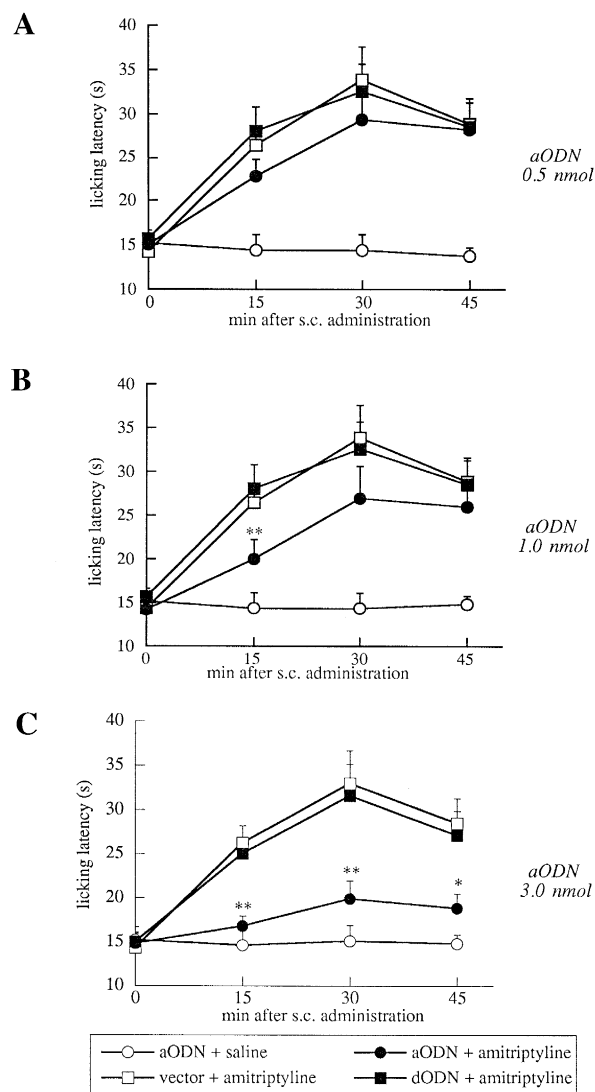 A
40
35
30
25
20
15
10
licking latency (s)
0 15 30 45
min after s.c. administration
aODN
0.5 nmol
B
40
35
30
25
20
15
10
licking latency (s)
**
0 15 30 45
min after s.c. administration
aODN
1.0 nmol
C
40
35
30
25
20
15
10
licking latency (s)
** ** *
0 15 30 45
min after s.c. administration
aODN
3.0 nmol
aODN + saline aODN + amitriptyline
vector + amitriptyline dODN + amitriptyline